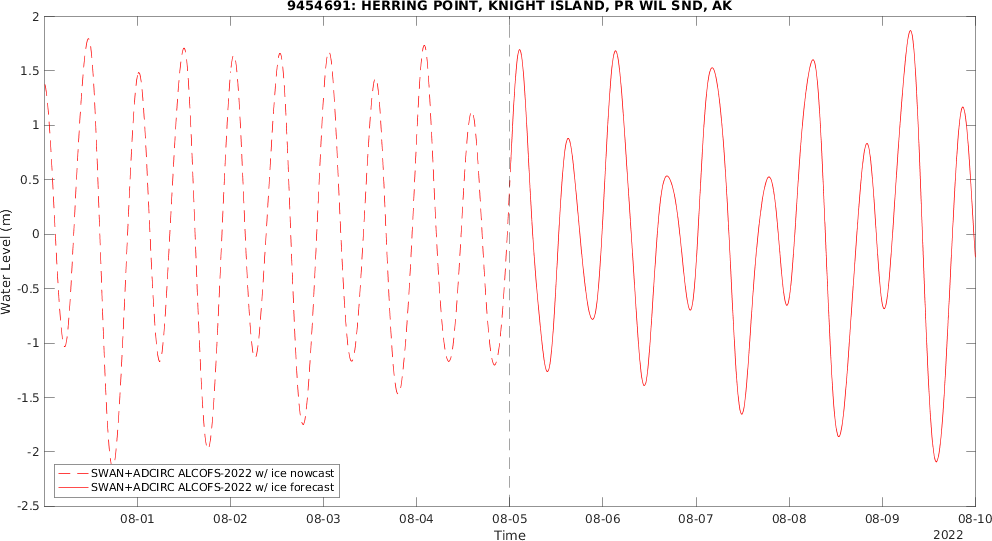 9454691: HERRING POINT, KNIGHT ISLAND, PR WIL SND, AK
2
1.5
1
0.5
0
-0.5
-1
-1.5
-2
-2.5
Water Level (m)
SWAN+ADCIRC ALCOFS-2022 w/ ice nowcast
SWAN+ADCIRC ALCOFS-2022 w/ ice forecast
08-01 08-02 08-03 08-04 08-05 08-06 08-07 08-08 08-09 08-10
Time
2022